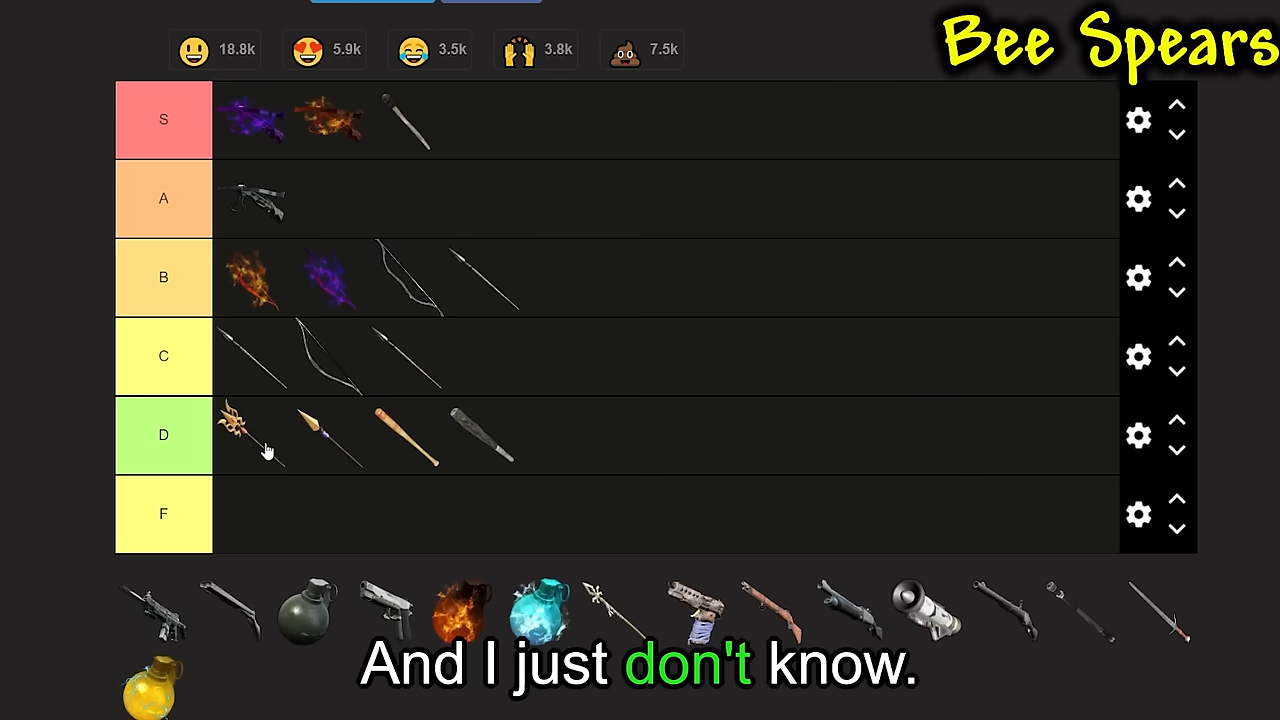 Bee Spears
18.8k 5.9k 3.5k 3.8k 7.5k
S
A
B
C
D
F
And I just don't know.